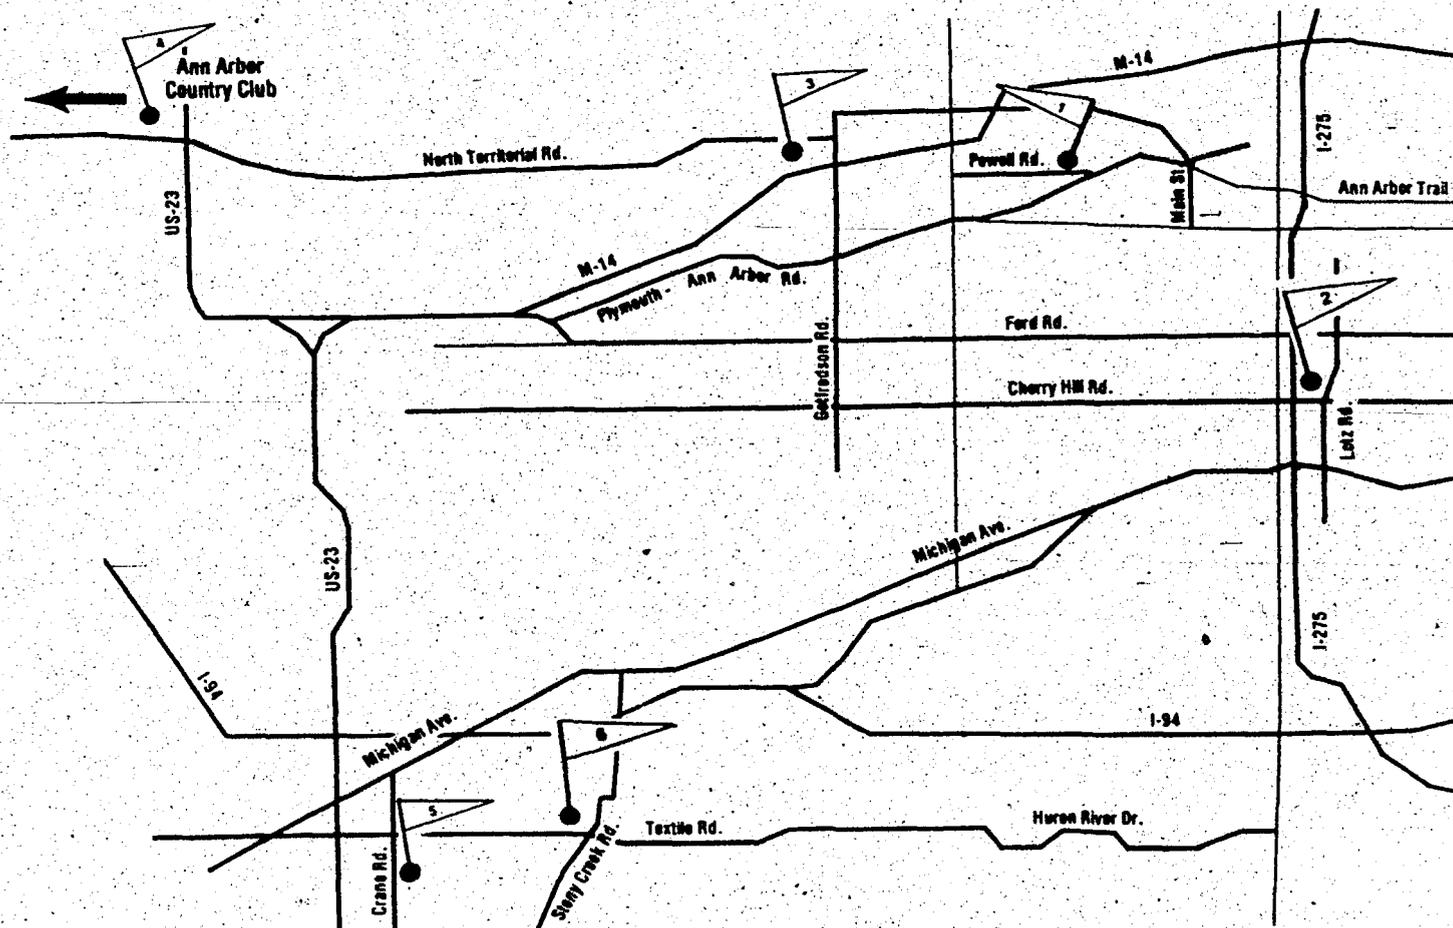 4
Ann Arbor
Country Club
3
M-14
1
I-275
North Territorial Rd.
Powell Rd.
Main St
Ann Arbor Trail
US-23
M-14
Plymouth - Ann Arbor Rd.
2
Ford Rd.
Gotfredson Rd.
Cherry Hill Rd.
Lotz Rd.
Michigan Ave.
US-23
I-275
I-94
Michigan Ave.
6
I-94
5
Textile Rd.
Huron River Dr.
Crane Rd.
Stony Creek Rd.